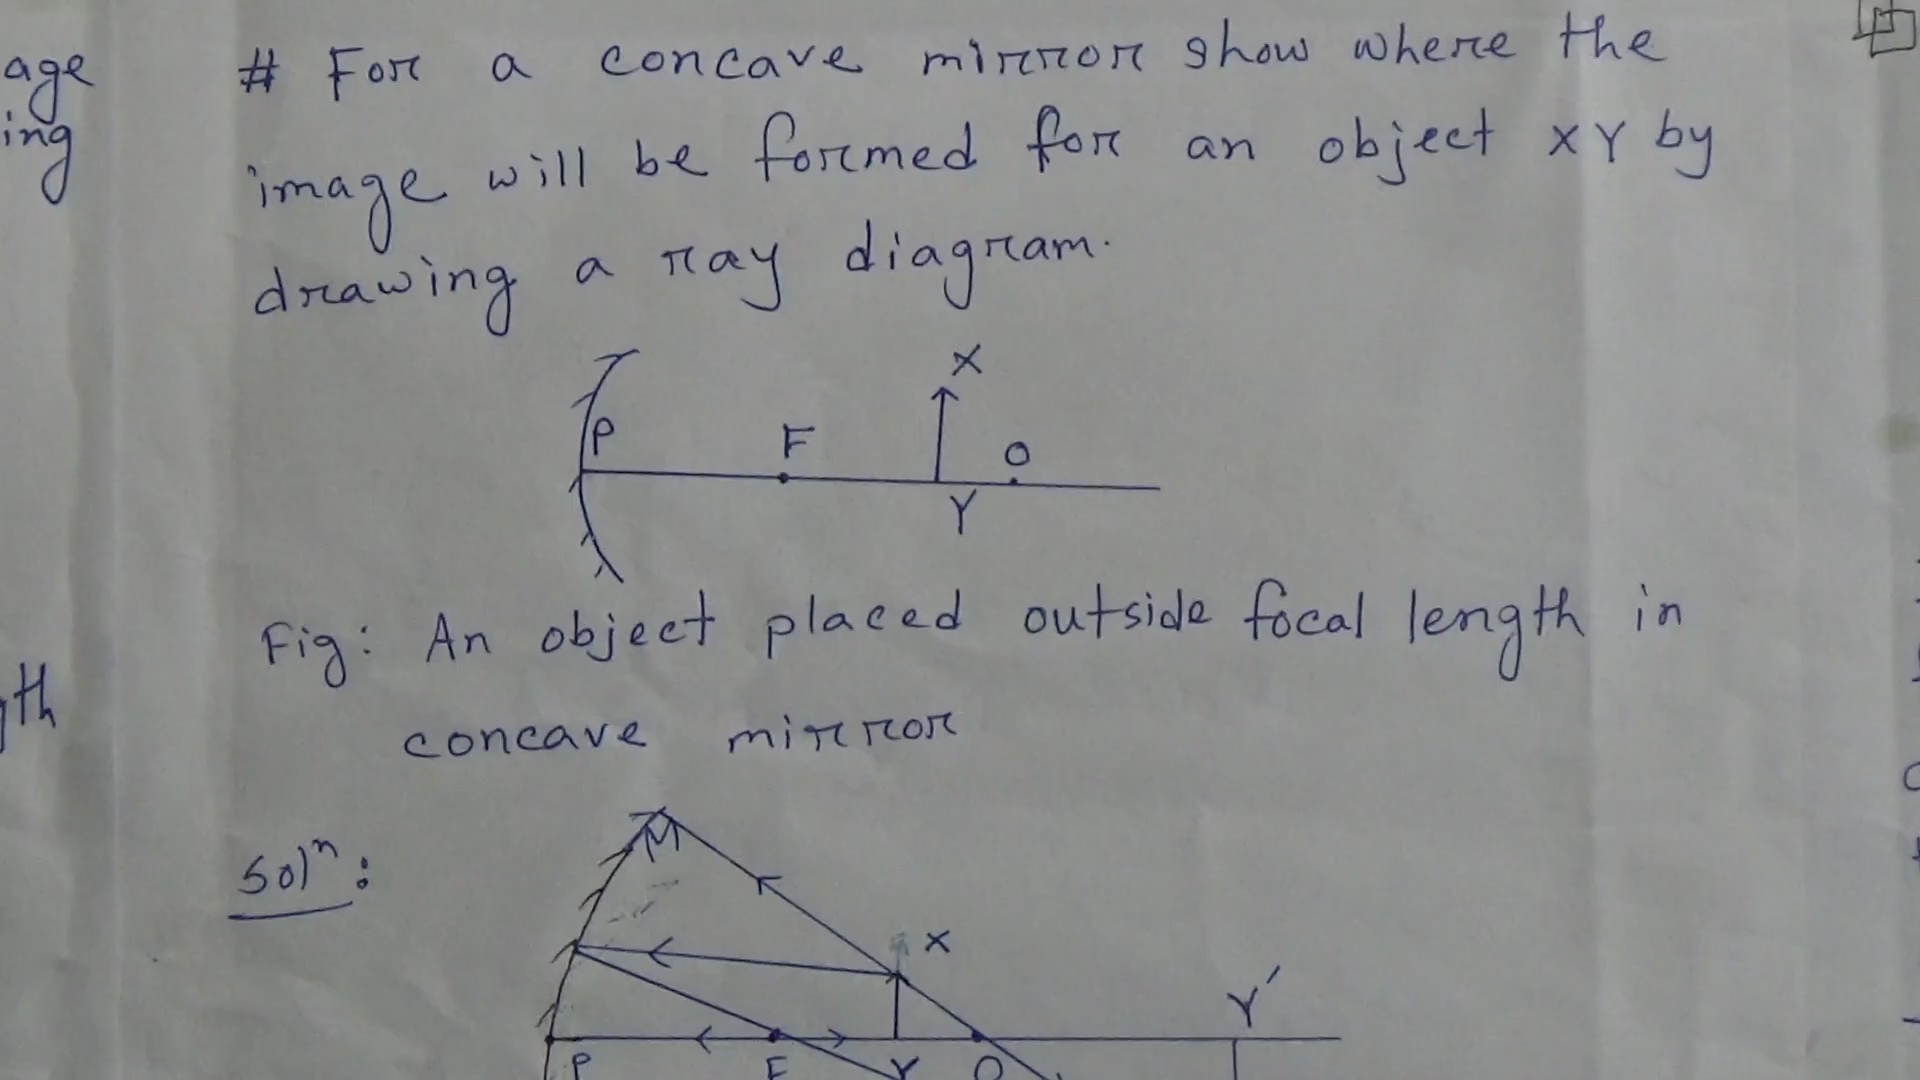 age
ing
# For a concave mirror show where the
image will be formed for an object XY by
drawing a ray diagram.
X
P F O
Y
Fig: An object placed outside focal length in
concave mirror
gth
Solⁿ:
M
X
Y′
P F Y O